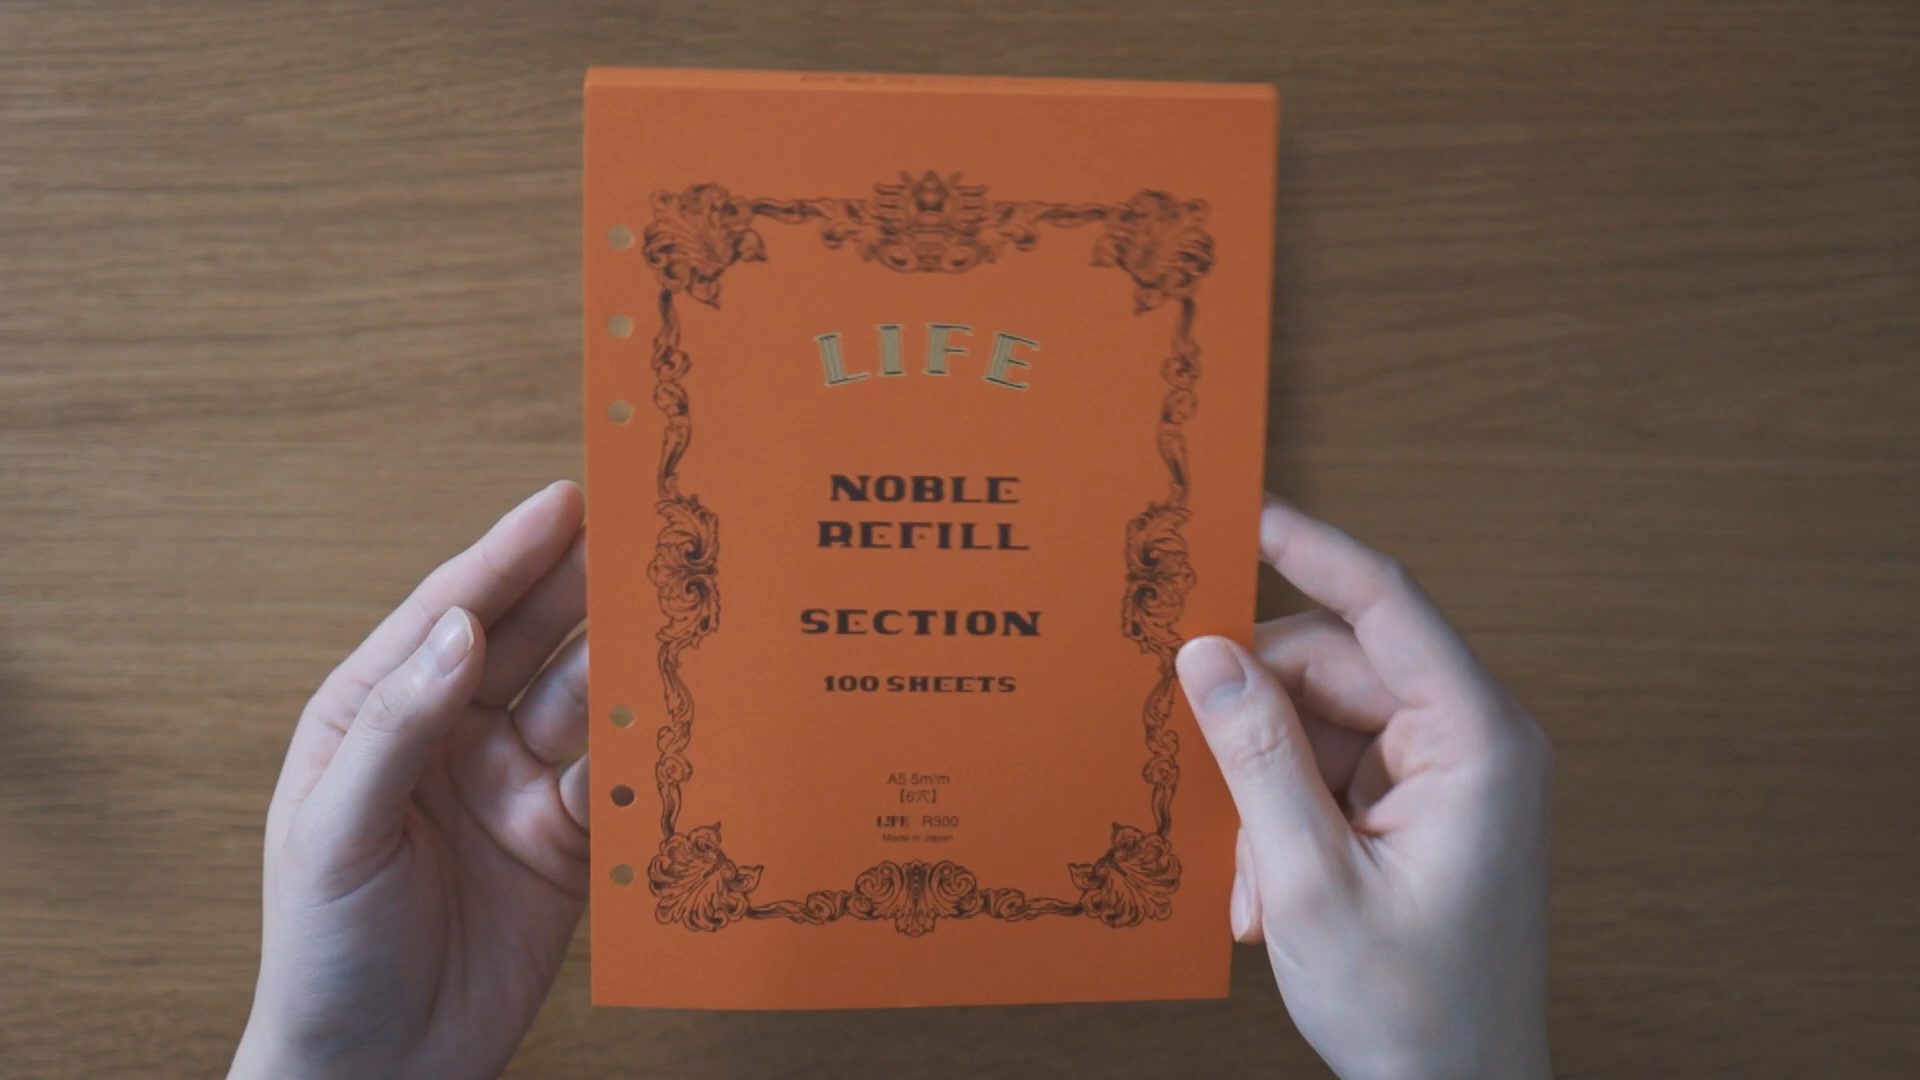 LIFE
NOBLE
REFILL
SECTION
100 SHEETS
A5 5m/m
【6穴】
LIFE R300
Made in Japan